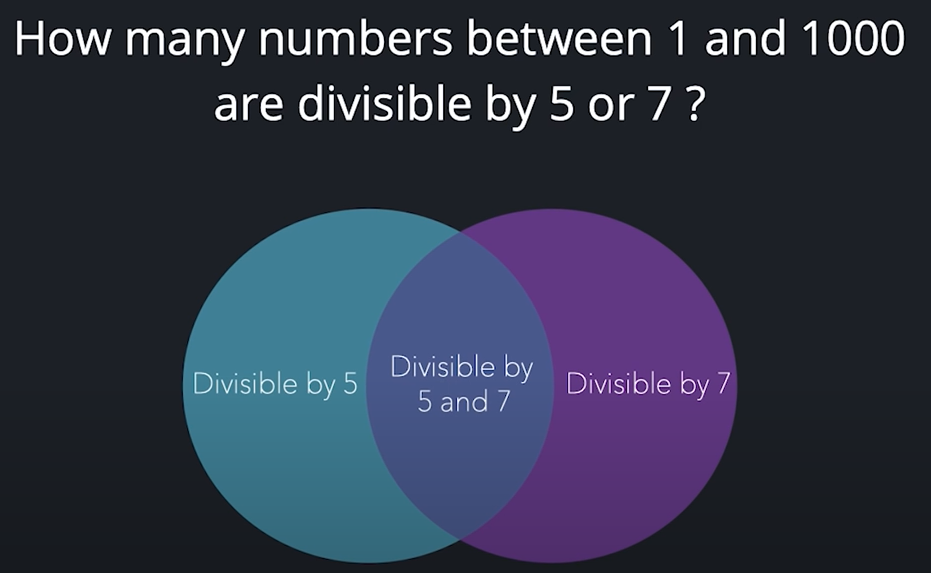 How many numbers between 1 and 1000
are divisible by 5 or 7 ?
Divisible by 5
Divisible by
5 and 7
Divisible by 7